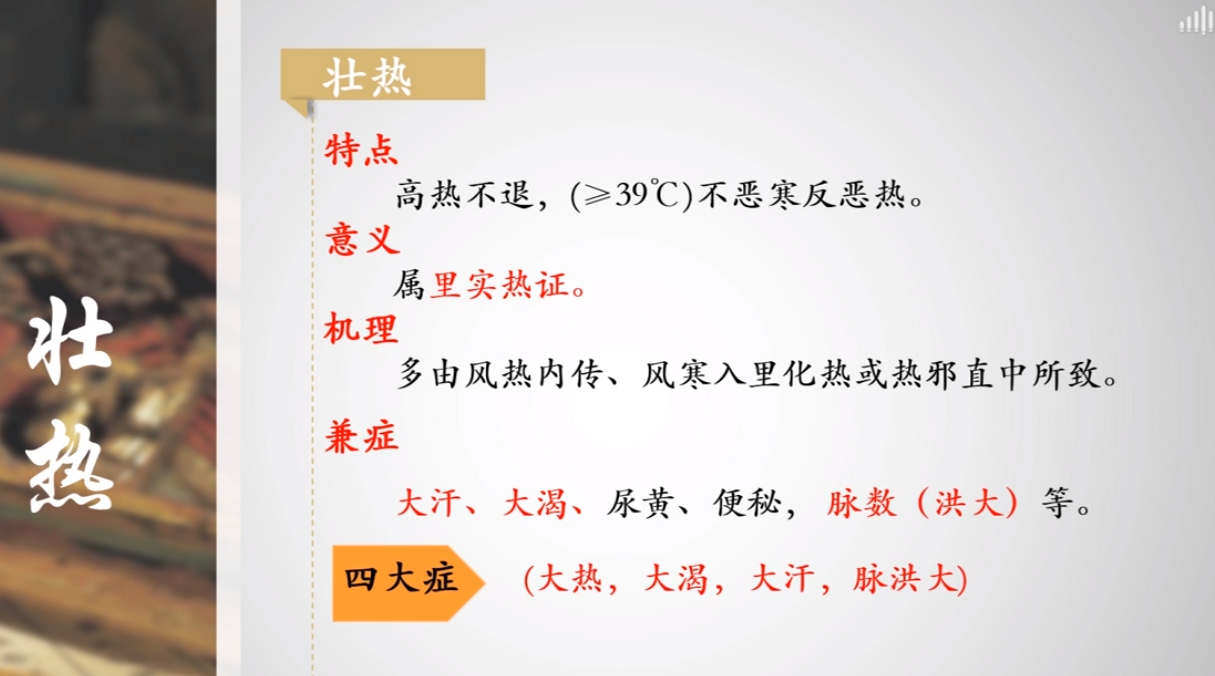 壮热
壮热
特点
高热不退，(≥39℃)不恶寒反恶热。
意义
属里实热证。
机理
多由风热内传、风寒入里化热或热邪直中所致。
兼症
大汗、大渴、尿黄、便秘，脉数（洪大）等。
四大症 (大热，大渴，大汗，脉洪大)